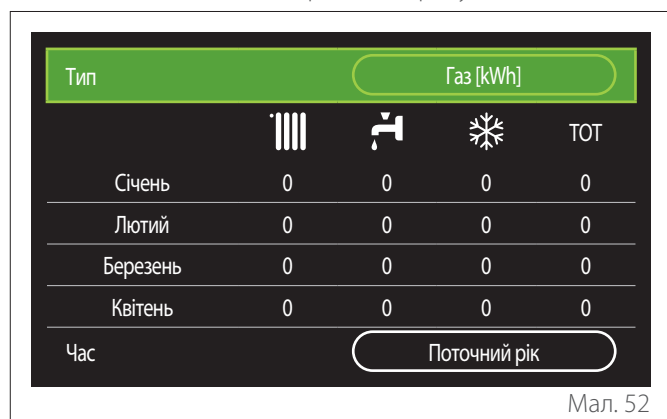 Тип Газ [kWh]
TOT
Січень 0 0 0 0
Лютий 0 0 0 0
Березень 0 0 0 0
Квітень 0 0 0 0
Час Поточний рік
Мал. 52